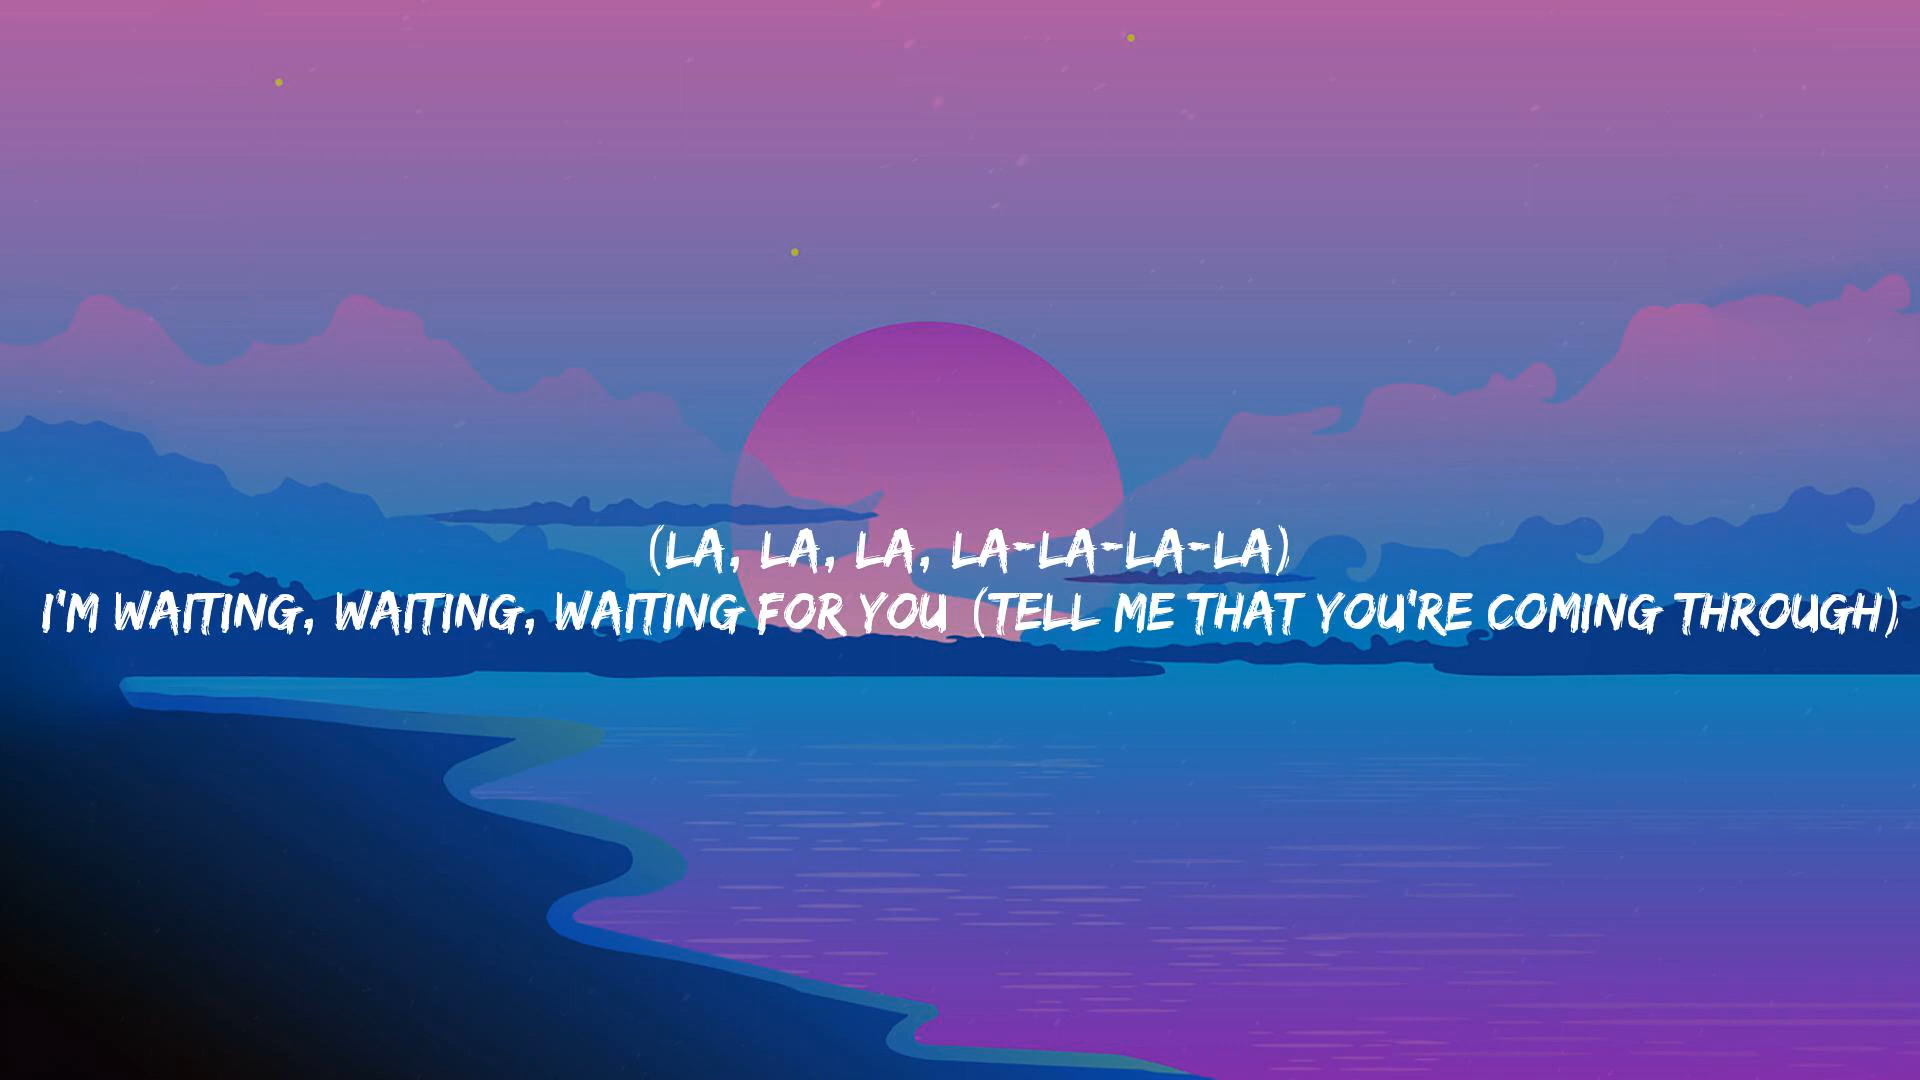 (LA, LA, LA, LA-LA-LA-LA)
I'M WAITING, WAITING, WAITING FOR YOU (TELL ME THAT YOU'RE COMING THROUGH)